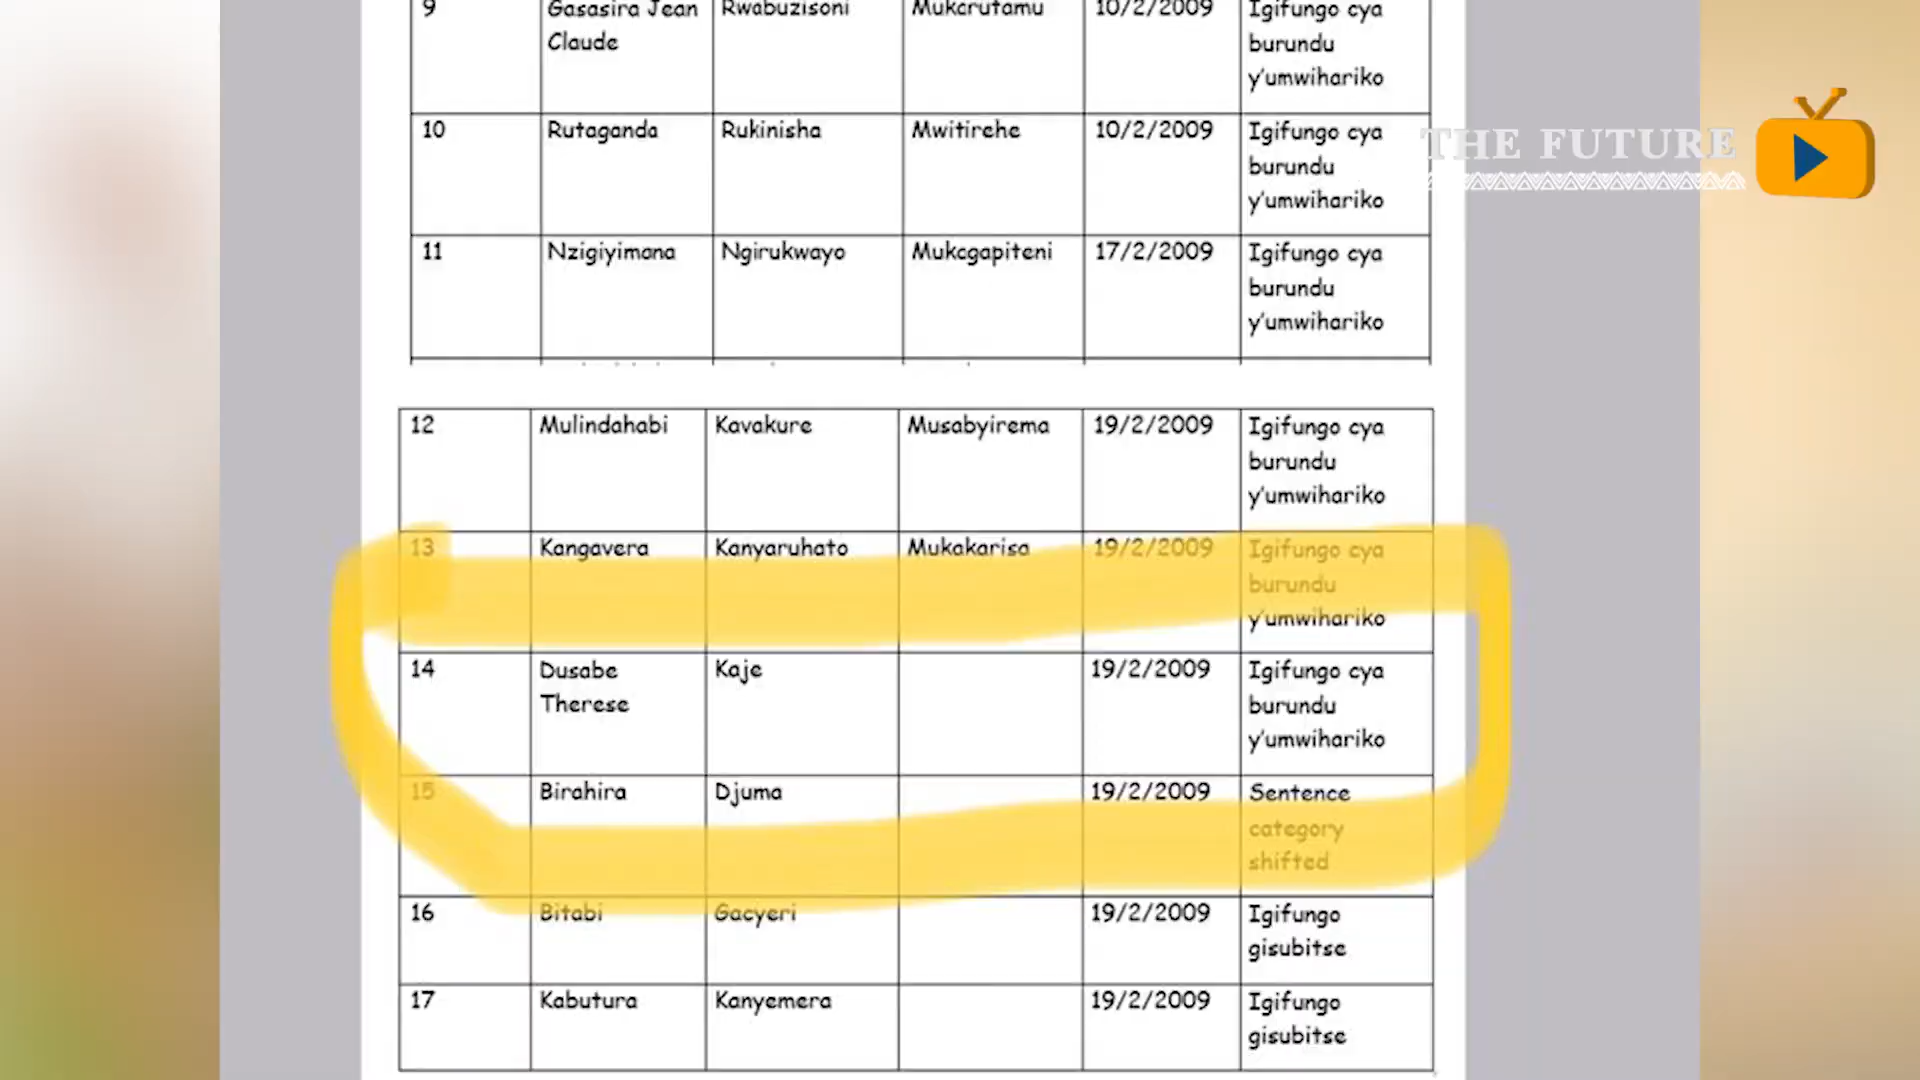 9 Gasasira Jean Rwabuzisoni Mukarutamu 10/2/2009 Igifungo cya
Claude burundu
y'umwihariko
10 Rutaganda Rukinisha Mwitirehe 10/2/2009 Igifungo cya
burundu
y'umwihariko
THE FUTURE
11 Nzigiyimana Ngirukwayo Mukagapiteni 17/2/2009 Igifungo cya
burundu
y'umwihariko
12 Mulindahabi Kavakure Musabyirema 19/2/2009 Igifungo cya
burundu
y'umwihariko
13 Kangavera Kanyaruhato Mukakarisa 19/2/2009 Igifungo cya
burundu
y'umwihariko
14 Dusabe Kaje 19/2/2009 Igifungo cya
Therese burundu
y'umwihariko
15 Birahira Djuma 19/2/2009 Sentence
category
shifted
16 Bitabi Gacyeri 19/2/2009 Igifungo
gisubitse
17 Kabutura Kanyemera 19/2/2009 Igifungo
gisubitse